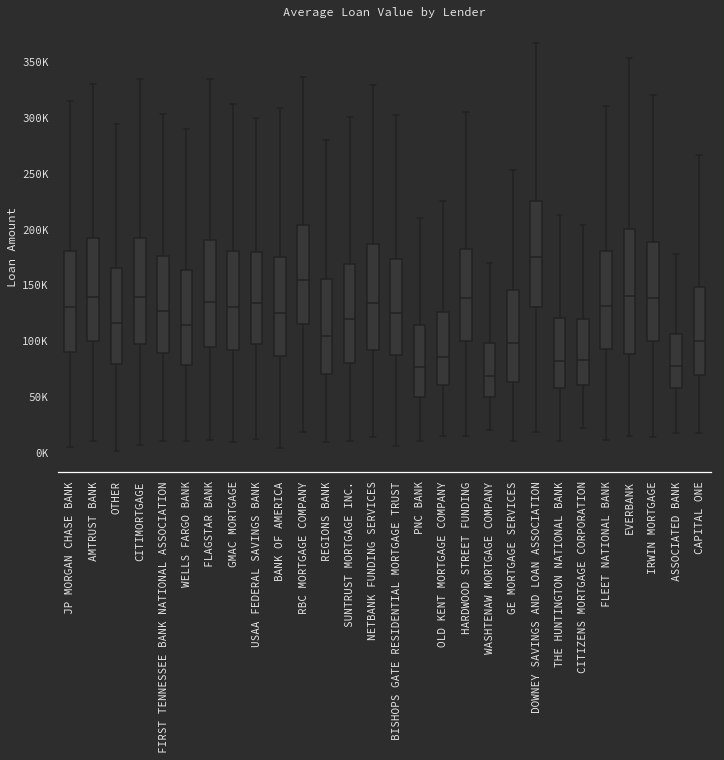 Average Loan Value by Lender
Loan Amount
350K
300K
250K
200K
150K
100K
50K
0K
JP MORGAN CHASE BANK
AMTRUST BANK
OTHER
CITIMORTGAGE
FIRST TENNESSEE BANK NATIONAL ASSOCIATION
WELLS FARGO BANK
FLAGSTAR BANK
GMAC MORTGAGE
USAA FEDERAL SAVINGS BANK
BANK OF AMERICA
RBC MORTGAGE COMPANY
REGIONS BANK
SUNTRUST MORTGAGE INC.
NETBANK FUNDING SERVICES
BISHOPS GATE RESIDENTIAL MORTGAGE TRUST
PNC BANK
OLD KENT MORTGAGE COMPANY
HARDWOOD STREET FUNDING
WASHTENAW MORTGAGE COMPANY
GE MORTGAGE SERVICES
DOWNEY SAVINGS AND LOAN ASSOCIATION
THE HUNTINGTON NATIONAL BANK
CITIZENS MORTGAGE CORPORATION
FLEET NATIONAL BANK
EVERBANK
IRWIN MORTGAGE
ASSOCIATED BANK
CAPITAL ONE